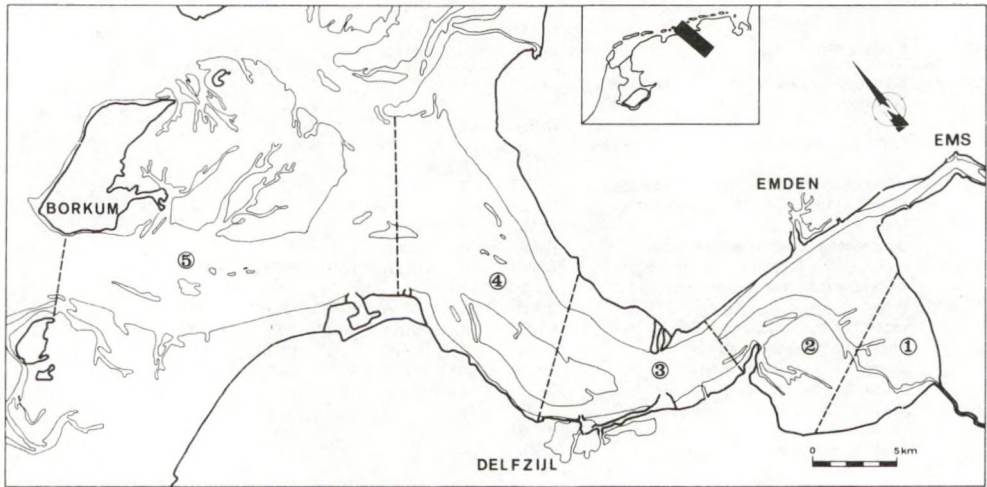 EMS
EMDEN
BORKUM
⑤
④
③
②
①
0 5km
DELFZIJL